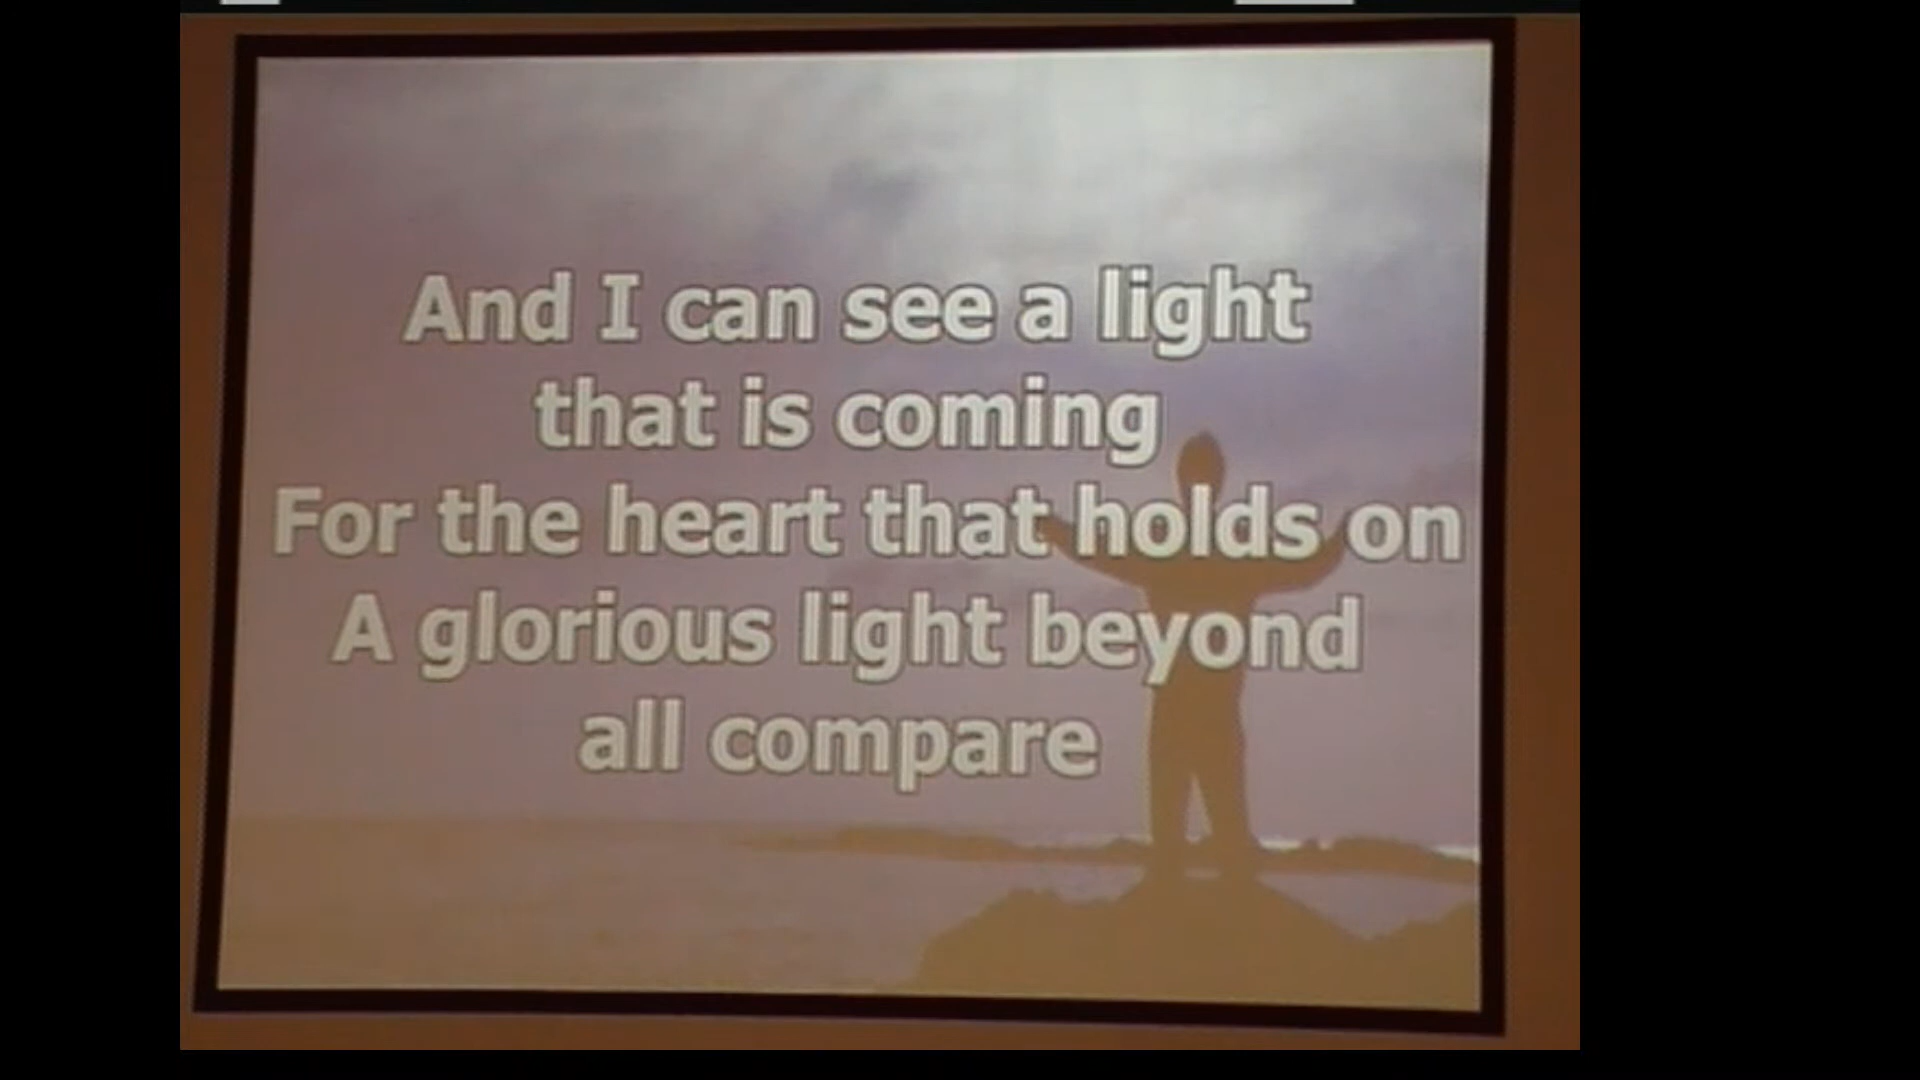 And I can see a light
that is coming
For the heart that holds on
A glorious light beyond
all compare